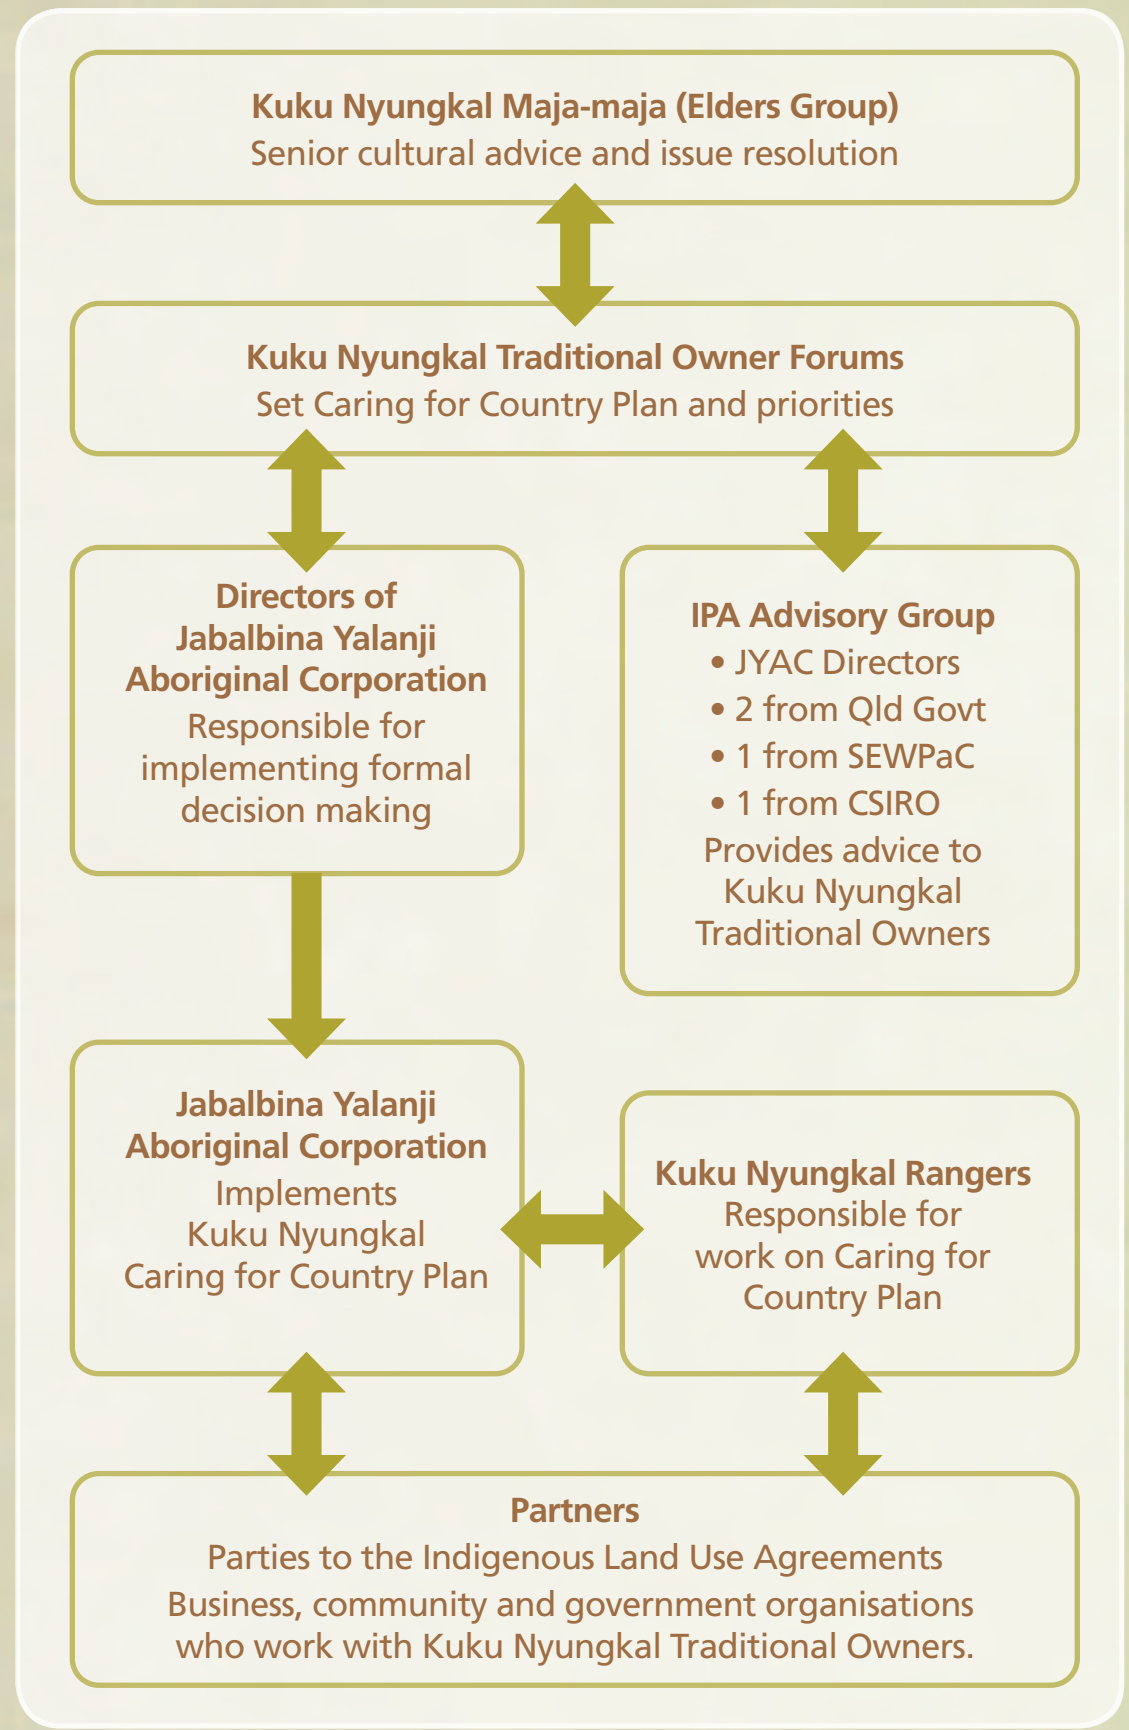 Kuku Nyungkal Maja-maja (Elders Group)
Senior cultural advice and issue resolution
Kuku Nyungkal Traditional Owner Forums
Set Caring for Country Plan and priorities
Directors of
Jabalbina Yalanji
Aboriginal Corporation
Responsible for
implementing formal
decision making
IPA Advisory Group
• JYAC Directors
• 2 from Qld Govt
• 1 from SEWPaC
• 1 from CSIRO
Provides advice to
Kuku Nyungkal
Traditional Owners
Jabalbina Yalanji
Aboriginal Corporation
Implements
Kuku Nyungkal
Caring for Country Plan
Kuku Nyungkal Rangers
Responsible for
work on Caring for
Country Plan
Partners
Parties to the Indigenous Land Use Agreements
Business, community and government organisations
who work with Kuku Nyungkal Traditional Owners.